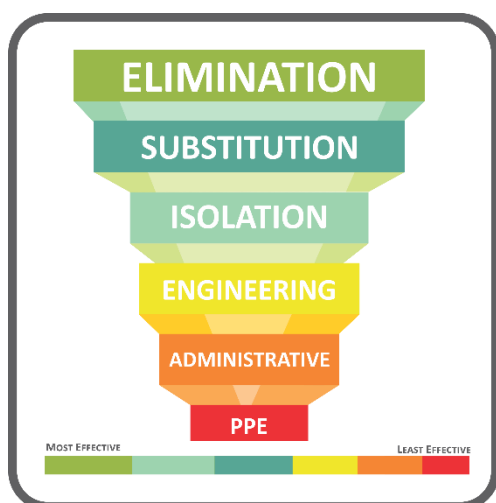 ELIMINATION
SUBSTITUTION
ISOLATION
ENGINEERING
ADMINISTRATIVE
PPE
MOST EFFECTIVE LEAST EFFECTIVE